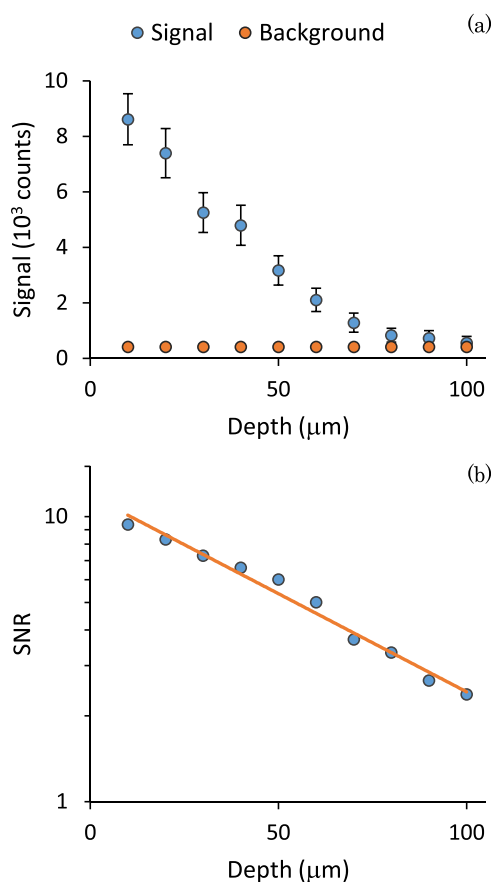 (a)
Signal Background
10
8
6
4
2
0
Signal (10³ counts)
0 50 100
Depth (μm)
(b)
10
1
SNR
0 50 100
Depth (μm)